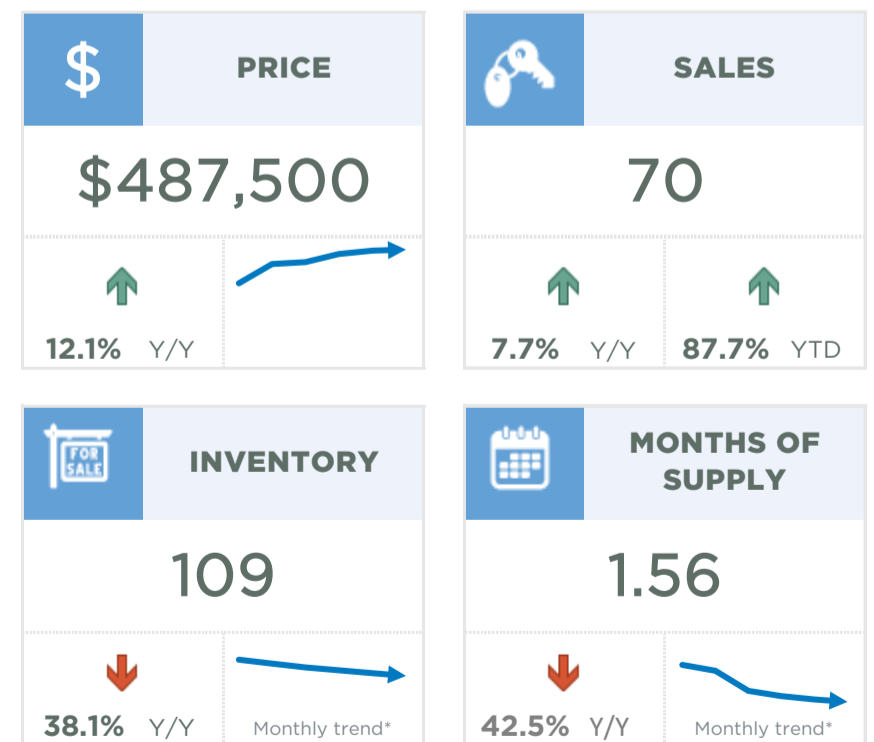 $
PRICE
$487,500
12.1% Y/Y
SALES
70
7.7% Y/Y
87.7% YTD
FOR
SALE
INVENTORY
109
38.1% Y/Y
Monthly trend*
MONTHS OF
SUPPLY
1.56
42.5% Y/Y
Monthly trend*